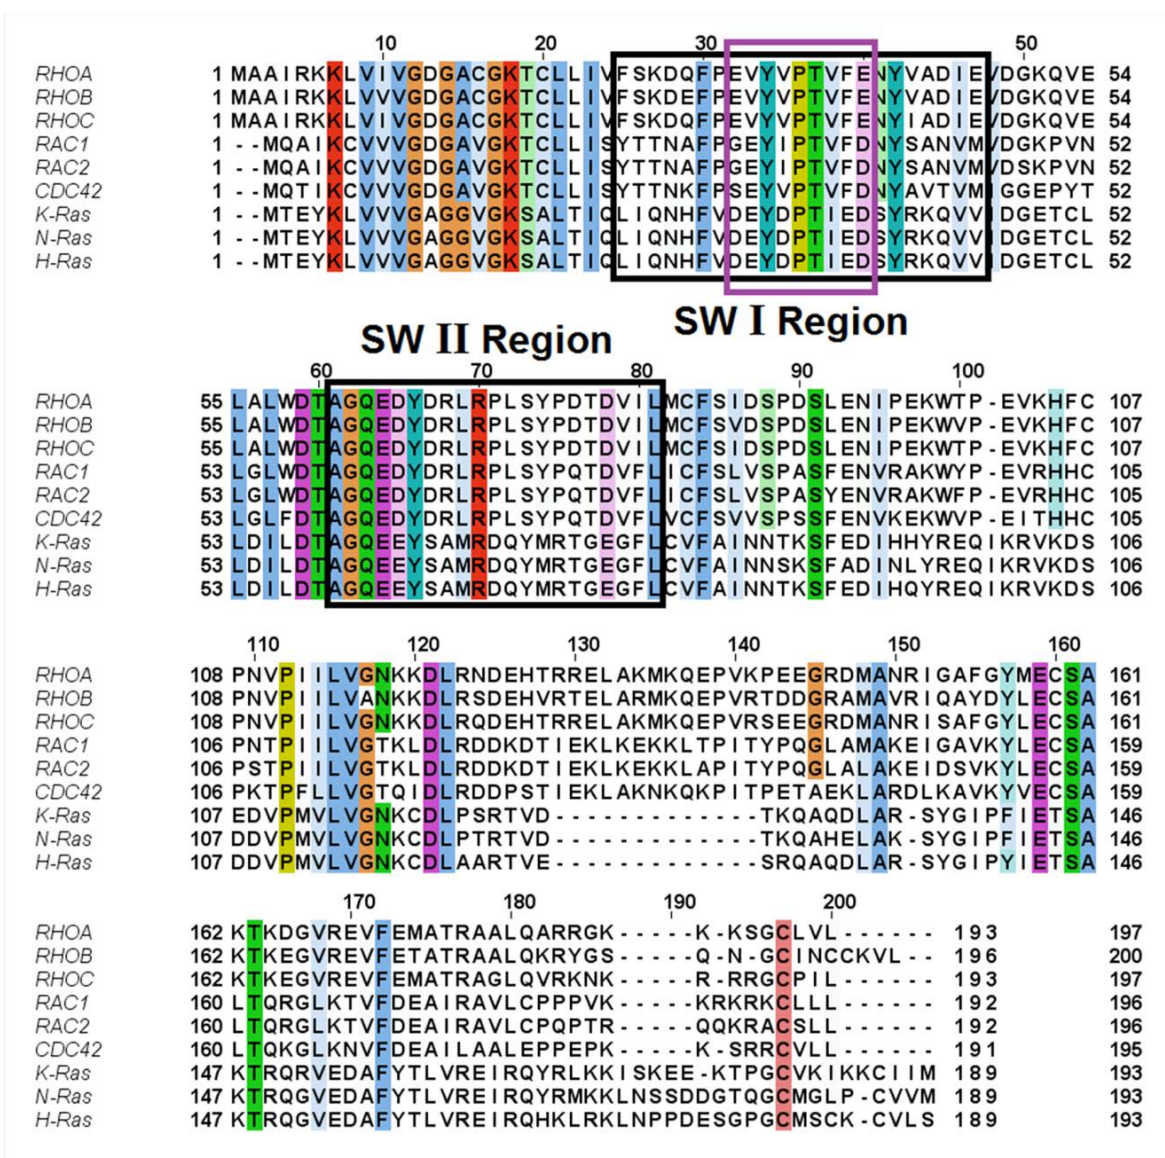 10 20 30 50
RHOA 1 MAAIRKKLVIVGDGACGKTCLLIVFSKDQFPEVYVPTVFENYVADIEVDGKQVE 54
RHOB 1 MAAIRKKLVVVGDGACGKTCLLIVFSKDEFPEVYVPTVFENYVADIEVDGKQVE 54
RHOC 1 MAAIRKKLVIVGDGACGKTCLLIVFSKDQFPEVYVPTVFENYIADIEVDGKQVE 54
RAC1 1 --MQAIKCVVVGDGAVGKTCLLISYTTNAFPGEYIPTVFDNYSANVMVDGKPVN 52
RAC2 1 --MQAIKCVVVGDGAVGKTCLLISYTTNAFPGEYIPTVFDNYSANVMVDSKPVN 52
CDC42 1 --MQTIKCVVVGDGAVGKTCLLISYTTNKFPSEYVPTVFDNYAVTVMIGGEPYT 52
K-Ras 1 --MTEYKLVVVGAGGVGKSALTIQLIQNHFVDEYDPTIEDSYRKQVVIDGETCL 52
N-Ras 1 --MTEYKLVVVGAGGVGKSALTIQLIQNHFVDEYDPTIEDSYRKQVVIDGETCL 52
H-Ras 1 --MTEYKLVVVGAGGVGKSALTIQLIQNHFVDEYDPTIEDSYRKQVVIDGETCL 52
SW II Region SW I Region
60 70 80 90 100
RHOA 55 LALWDTAGQEDYDRLRPLSYPDTDVILMCFSIDSPDSLENIPEKWTP-EVKHFC 107
RHOB 55 LALWDTAGQEDYDRLRPLSYPDTDVILMCFSVDSPDSLENIPEKWVP-EVKHFC 107
RHOC 55 LALWDTAGQEDYDRLRPLSYPDTDVILMCFSIDSPDSLENIPEKWTP-EVKHFC 107
RAC1 53 LGLWDTAGQEDYDRLRPLSYPQTDVFLICFSLVSPASFENVRAKWYP-EVRHHC 105
RAC2 53 LGLWDTAGQEDYDRLRPLSYPQTDVFLICFSLVSPASYENVRAKWFP-EVRHHC 105
CDC42 53 LGLFDTAGQEDYDRLRPLSYPQTDVFLVCFSVVSPSSFENVKEKWVP-EITHHC 105
K-Ras 53 LDILDTAGQEEYSAMRDQYMRTGEGFLCVFAINNTKSFEDIHHYREQIKRVKDS 106
N-Ras 53 LDILDTAGQEEYSAMRDQYMRTGEGFLCVFAINNSKSFADINLYREQIKRVKDS 106
H-Ras 53 LDILDTAGQEEYSAMRDQYMRTGEGFLCVFAINNTKSFEDIHQYREQIKRVKDS 106
110 120 130 140 150 160
RHOA 108 PNVPIILVGNKKDLRNDEHTRRELAKMKQEPVKPEEGRDMANRIGAFGYMECSA 161
RHOB 108 PNVPIILVANKKDLRSDEHVRTELARMKQEPVRTDDGRAMAVRIQAYDYLECSA 161
RHOC 108 PNVPIILVGNKKDLRQDEHTRRELAKMKQEPVRSEEGRDMANRISAFGYLECSA 161
RAC1 106 PNTPIILVGTKLDLRDDKDTIEKLKEKKLTPITYPQGLAMAKEIGAVKYLECSA 159
RAC2 106 PSTPIILVGTKLDLRDDKDTIEKLKEKKLAPITYPQGLALAKEIDSVKYLECSA 159
CDC42 106 PKTPFLLVGTQIDLRDDPSTIEKLAKNKQKPITPETAEKLARDLKAVKYVECSA 159
K-Ras 107 EDVPMVLVGNKCDLPSRTVD-------------TKQAQDLAR-SYGIPFIETSA 146
N-Ras 107 DDVPMVLVGNKCDLPTRTVD-------------TKQAHELAK-SYGIPFIETSA 146
H-Ras 107 DDVPMVLVGNKCDLAARTVE-------------SRQAQDLAR-SYGIPYIETSA 146
170 180 190 200
RHOA 162 KTKDGVREVFEMATRAALQARRGK-----K-KSGCLVL------ 193 197
RHOB 162 KTKEGVREVFETATRAALQKRYGS-----Q-N-GCINCCKVL-- 196 200
RHOC 162 KTKEGVREVFEMATRAGLQVRKNK-----R-RRGCPIL------ 193 197
RAC1 160 LTQRGLKTVFDEAIRAVLCPPPVK-----KRKRKCLLL------ 192 196
RAC2 160 LTQRGLKTVFDEAIRAVLCPQPTR-----QQKRACSLL------ 192 196
CDC42 160 LTQKGLKNVFDEAILAALEPPEPK-----K-SRRCVLL------ 191 195
K-Ras 147 KTRQRVEDAFYTLVREIRQYRLKKISKEE-KTPGCVKIKKCIIM 189 193
N-Ras 147 KTRQGVEDAFYTLVREIRQYRMKKLNSSDDGTQGCMGLP-CVVM 189 193
H-Ras 147 KTRQGVEDAFYTLVREIRQHKLRKLNPPDESGPGCMSCK-CVLS 189 193